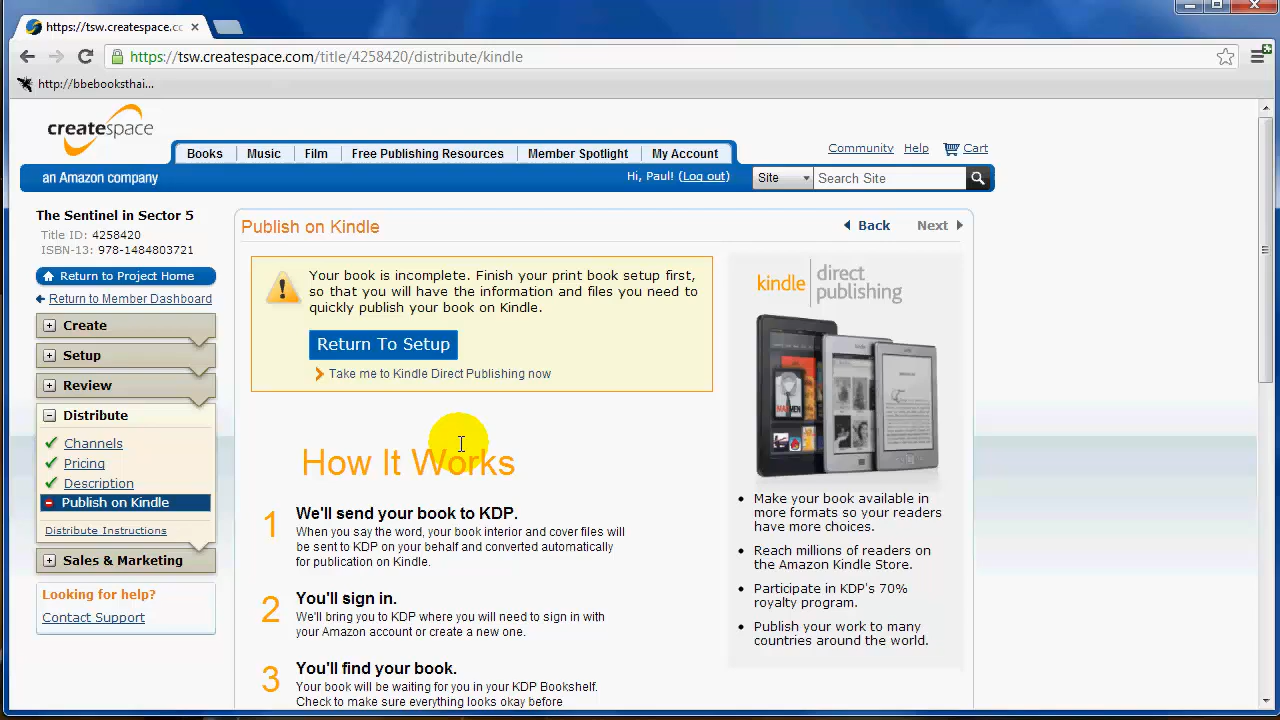 https://tsw.createspace.cc
https://tsw.createspace.com/title/4258420/distribute/kindle
http://bbebooksthai...
createspace
Books Music Film Free Publishing Resources Member Spotlight My Account
Community Help Cart
an Amazon company
Hi, Paul! (Log out)
Site
Search Site
The Sentinel in Sector 5
Title ID: 4258420
ISBN-13: 978-1484803721
Return to Project Home
Return to Member Dashboard
Create
Setup
Review
Distribute
Channels
Pricing
Description
Publish on Kindle
Distribute Instructions
Sales & Marketing
Looking for help?
Contact Support
Publish on Kindle
Back Next
Your book is incomplete. Finish your print book setup first,
so that you will have the information and files you need to
quickly publish your book on Kindle.
Return To Setup
Take me to Kindle Direct Publishing now
How It Works
1 We'll send your book to KDP.
When you say the word, your book interior and cover files will
be sent to KDP on your behalf and converted automatically
for publication on Kindle.
2 You'll sign in.
We'll bring you to KDP where you will need to sign in with
your Amazon account or create a new one.
3 You'll find your book.
Your book will be waiting for you in your KDP Bookshelf.
Check to make sure everything looks okay before
kindle direct
publishing
• Make your book available in
more formats so your readers
have more choices.
• Reach millions of readers on
the Amazon Kindle Store.
• Participate in KDP's 70%
royalty program.
• Publish your work to many
countries around the world.